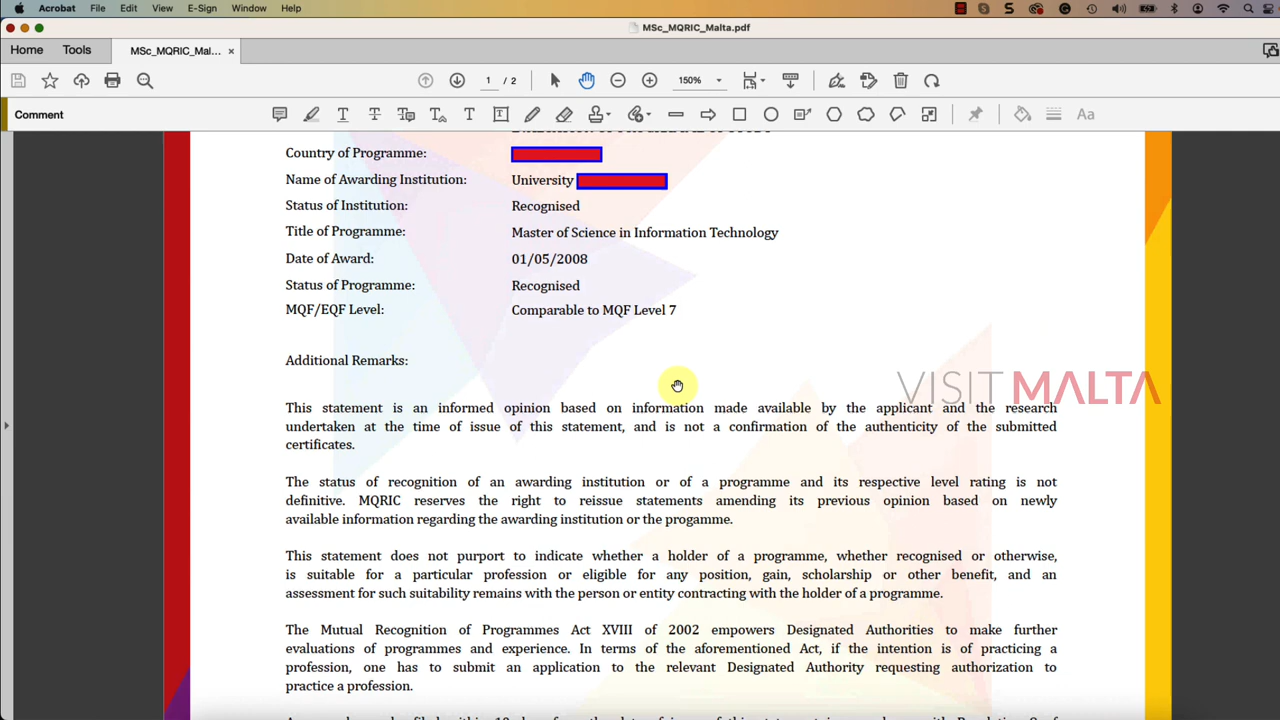 Acrobat File Edit View E-Sign Window Help
MSc_MQRIC_Malta.pdf
Home Tools MSc_MQRIC_Mal... ×
1 / 2 150%
Comment
Country of Programme:
Name of Awarding Institution: University
Status of Institution: Recognised
Title of Programme: Master of Science in Information Technology
Date of Award: 01/05/2008
Status of Programme: Recognised
MQF/EQF Level: Comparable to MQF Level 7
Additional Remarks:
VISIT MALTA
This statement is an informed opinion based on information made available by the applicant and the research
undertaken at the time of issue of this statement, and is not a confirmation of the authenticity of the submitted
certificates.
The status of recognition of an awarding institution or of a programme and its respective level rating is not
definitive. MQRIC reserves the right to reissue statements amending its previous opinion based on newly
available information regarding the awarding institution or the progamme.
This statement does not purport to indicate whether a holder of a programme, whether recognised or otherwise,
is suitable for a particular profession or eligible for any position, gain, scholarship or other benefit, and an
assessment for such suitability remains with the person or entity contracting with the holder of a programme.
The Mutual Recognition of Programmes Act XVIII of 2002 empowers Designated Authorities to make further
evaluations of programmes and experience. In terms of the aforementioned Act, if the intention is of practicing a
profession, one has to submit an application to the relevant Designated Authority requesting authorization to
practice a profession.